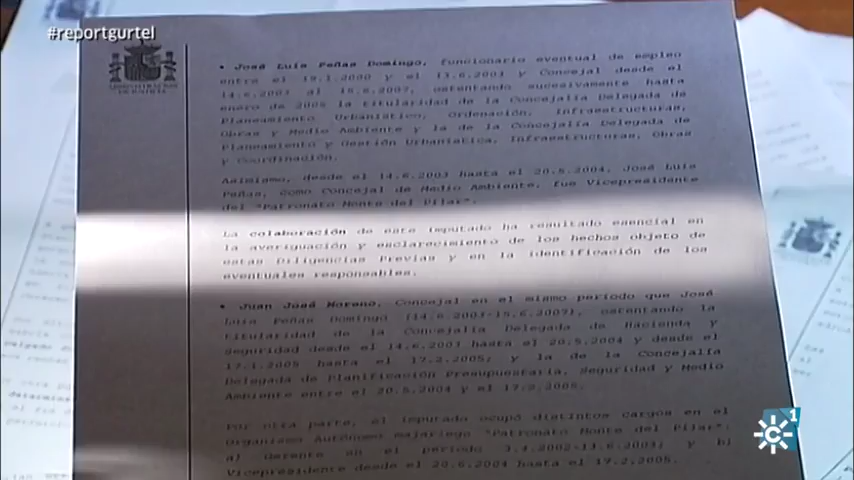 #reportgurtel
ADMINISTRACION
DE JUSTICIA
• José Luis Peñas Domingo, funcionario eventual de empleo
entre el 19.1.2000 y el 13.6.2003 y Concejal desde el
14.6.2003 al 15.6.2007, ostentando sucesivamente hasta
enero de 2005 la titularidad de la Concejalía Delegada de
Planeamiento Urbanístico, Ordenación, Infraestructuras,
Obras y Medio Ambiente y la de la Concejalía Delegada de
Planeamiento y Gestión Urbanística, Infraestructuras, Obras
y Coordinación.
Asimismo, desde el 14.6.2003 hasta el 20.5.2004, José Luis
Peñas, como Concejal de Medio Ambiente, fue Vicepresidente
del "Patronato Monte del Pilar".
La colaboración de este imputado ha resultado esencial en
la averiguación y esclarecimiento de los hechos objeto de
estas Diligencias Previas y en la identificación de los
eventuales responsables.
• Juan José Moreno, Concejal en el mismo periodo que José
Luis Peñas Domingo (14.6.2003-15.6.2007), ostentando la
titularidad de la Concejalía Delegada de Hacienda y
Seguridad desde el 14.6.2003 hasta el 20.5.2004 y desde el
17.1.2005 hasta el 17.2.2005; y la de la Concejalía
Delegada de Planificación Presupuestaria, Seguridad y Medio
Ambiente entre el 20.5.2004 y el 17.2.2005.
Por otra parte, el imputado ocupó distintos cargos en el
Organismo Autónomo majariego "Patronato Monte del Pilar":
a) Gerente en el periodo 3.4.2002-13.6.2003; y b)
Vicepresidente desde el 20.6.2004 hasta el 17.2.2005.
1